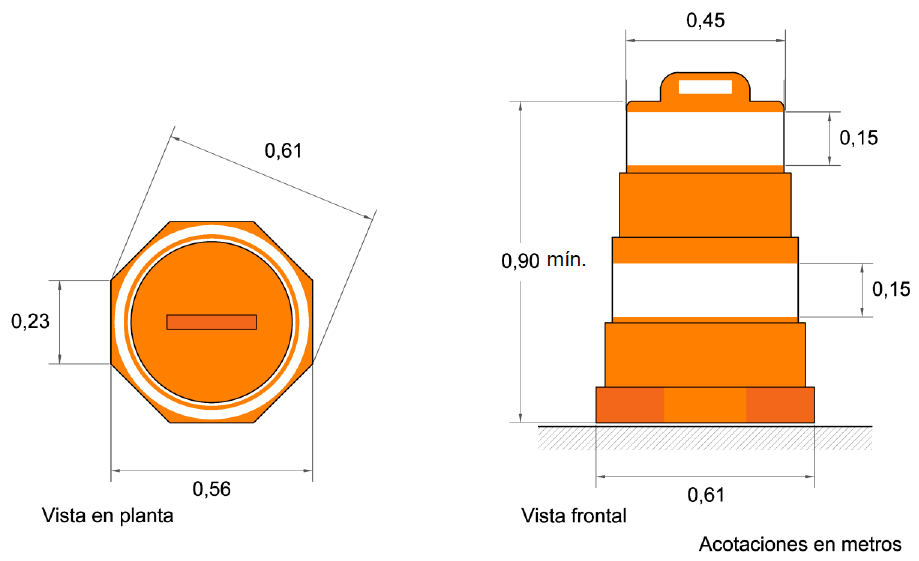 0,45
0,15
0,61
0,90 mín.
0,23
0,15
0,56
0,61
Vista en planta
Vista frontal
Acotaciones en metros